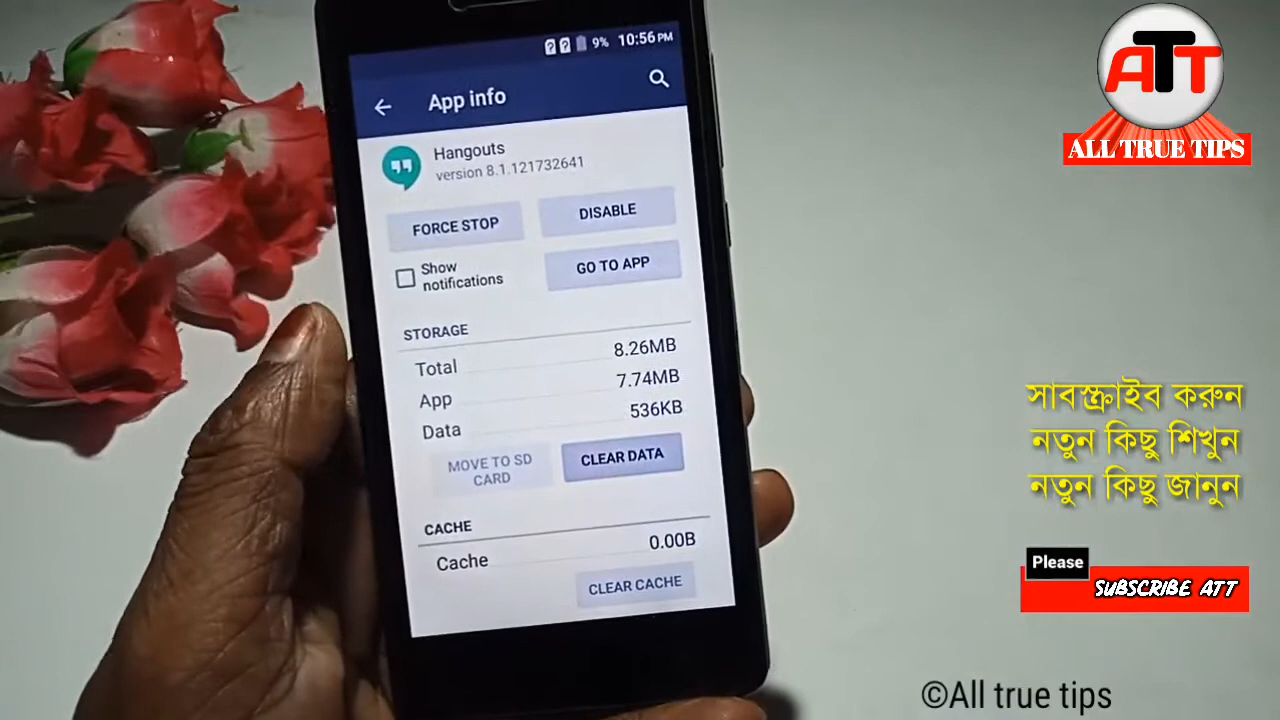 9% 10:56 PM
App info
Hangouts
version 8.1.121732641
FORCE STOP
DISABLE
Show
notifications
GO TO APP
STORAGE
Total 8.26MB
App 7.74MB
Data 536KB
MOVE TO SD
CARD
CLEAR DATA
CACHE
Cache 0.00B
CLEAR CACHE
ATT
ALL TRUE TIPS
সাবস্ক্রাইব করুন
নতুন কিছু শিখুন
নতুন কিছু জানুন
Please
SUBSCRIBE ATT
©All true tips